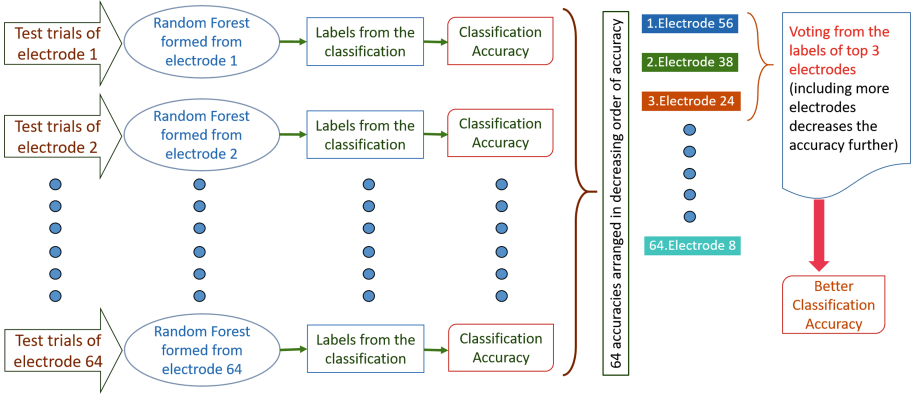 Test trials of
electrode 1
Random Forest
formed from
electrode 1
Labels from the
classification
Classification
Accuracy
Test trials of
electrode 2
Random Forest
formed from
electrode 2
Labels from the
classification
Classification
Accuracy
Test trials of
electrode 64
Random Forest
formed from
electrode 64
Labels from the
classification
Classification
Accuracy
64 accuracies arranged in decreasing order of accuracy
1.Electrode 56
2.Electrode 38
3.Electrode 24
64.Electrode 8
Voting from the
labels of top 3
electrodes
(including more
electrodes
decreases the
accuracy further)
Better
Classification
Accuracy